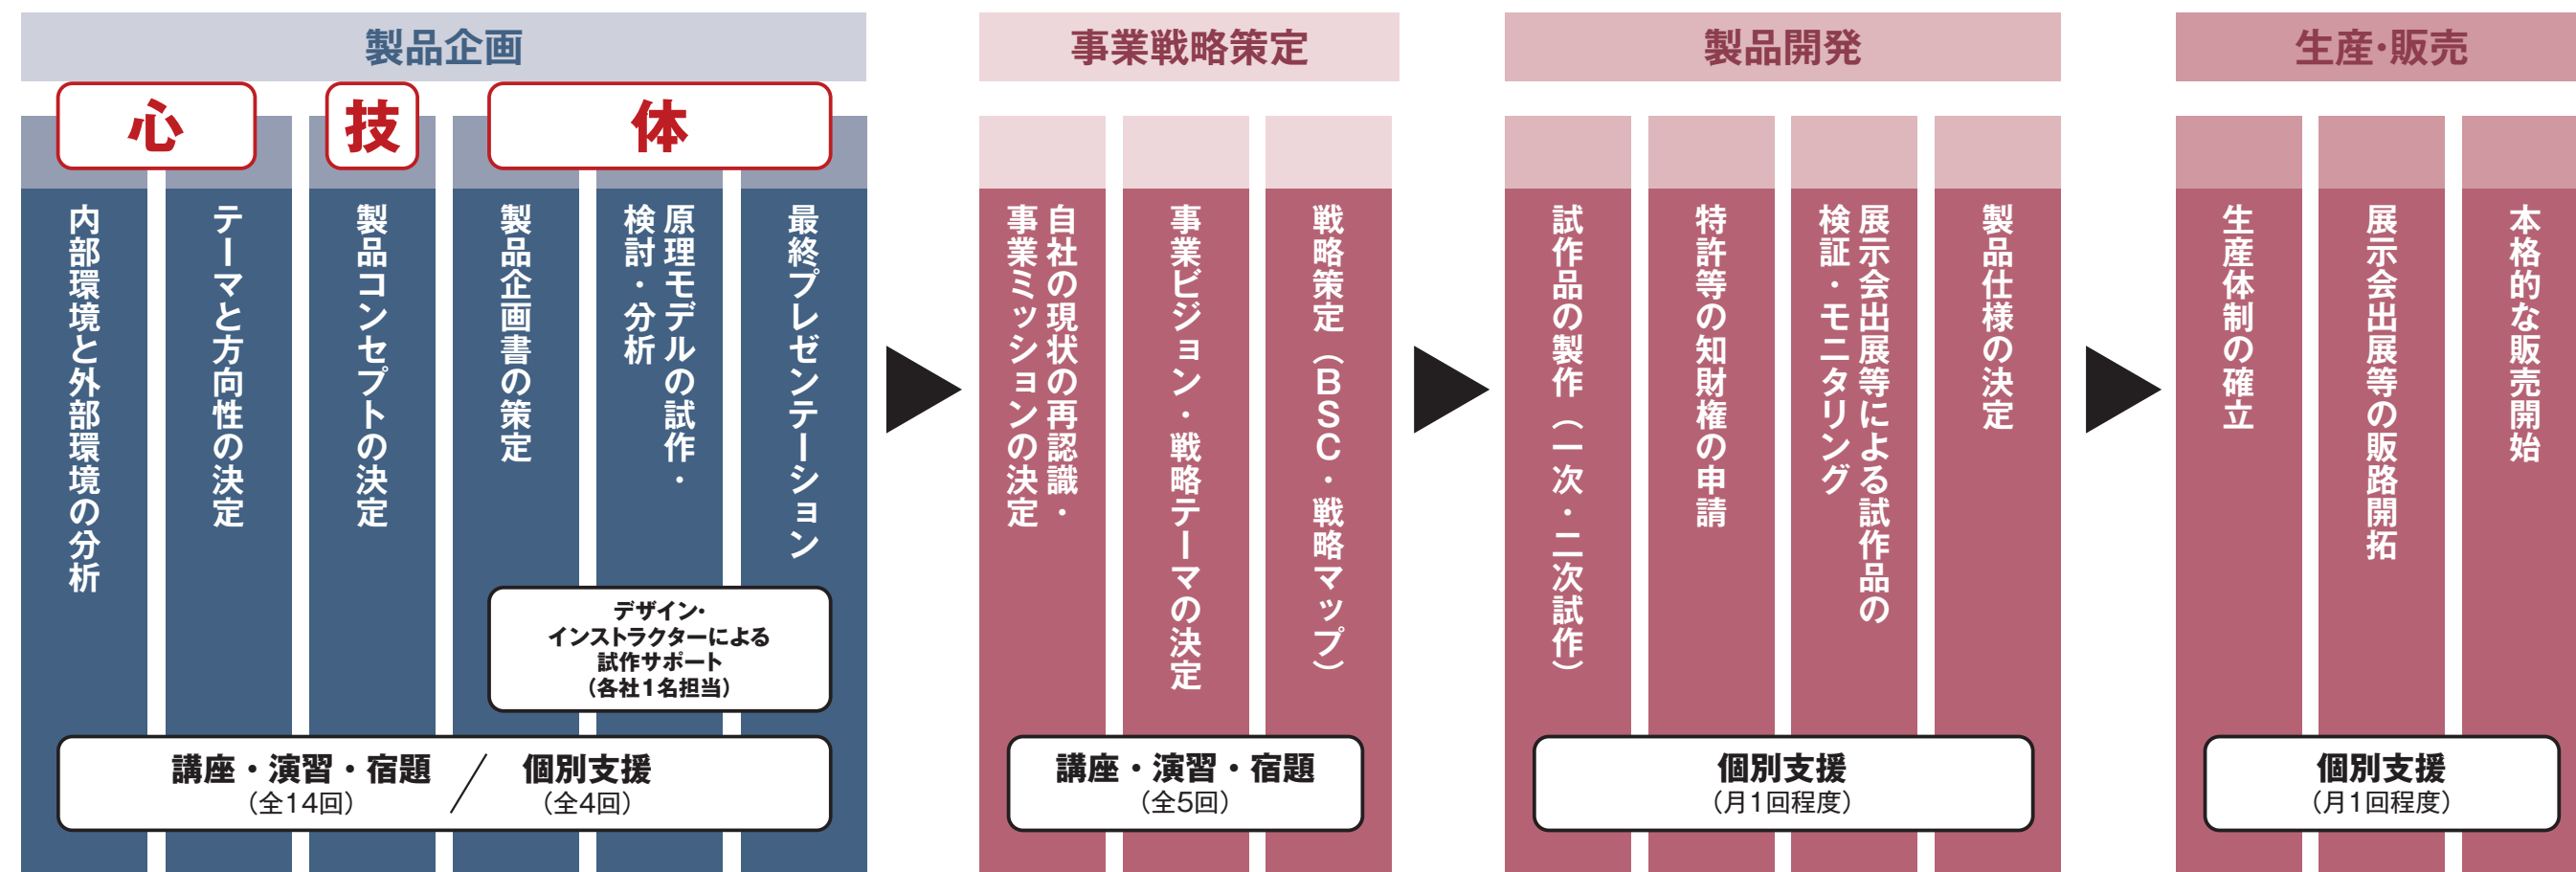 製品企画
心
技
体
内部環境と外部環境の分析
テーマと方向性の決定
製品コンセプトの決定
製品企画書の策定
原理モデルの試作・
検討・分析
最終プレゼンテーション
デザイン・
インストラクターによる
試作サポート
（各社1名担当）
講座・演習・宿題
（全14回）
／
個別支援
（全4回）
事業戦略策定
自社の現状の再認識・
事業ミッションの決定
事業ビジョン・戦略テーマの決定
戦略策定（BSC・戦略マップ）
講座・演習・宿題
（全5回）
製品開発
試作品の製作（一次・二次試作）
特許等の知財権の申請
展示会出展等による試作品の
検証・モニタリング
製品仕様の決定
個別支援
（月1回程度）
生産・販売
生産体制の確立
展示会出展等の販路開拓
本格的な販売開始
個別支援
（月1回程度）